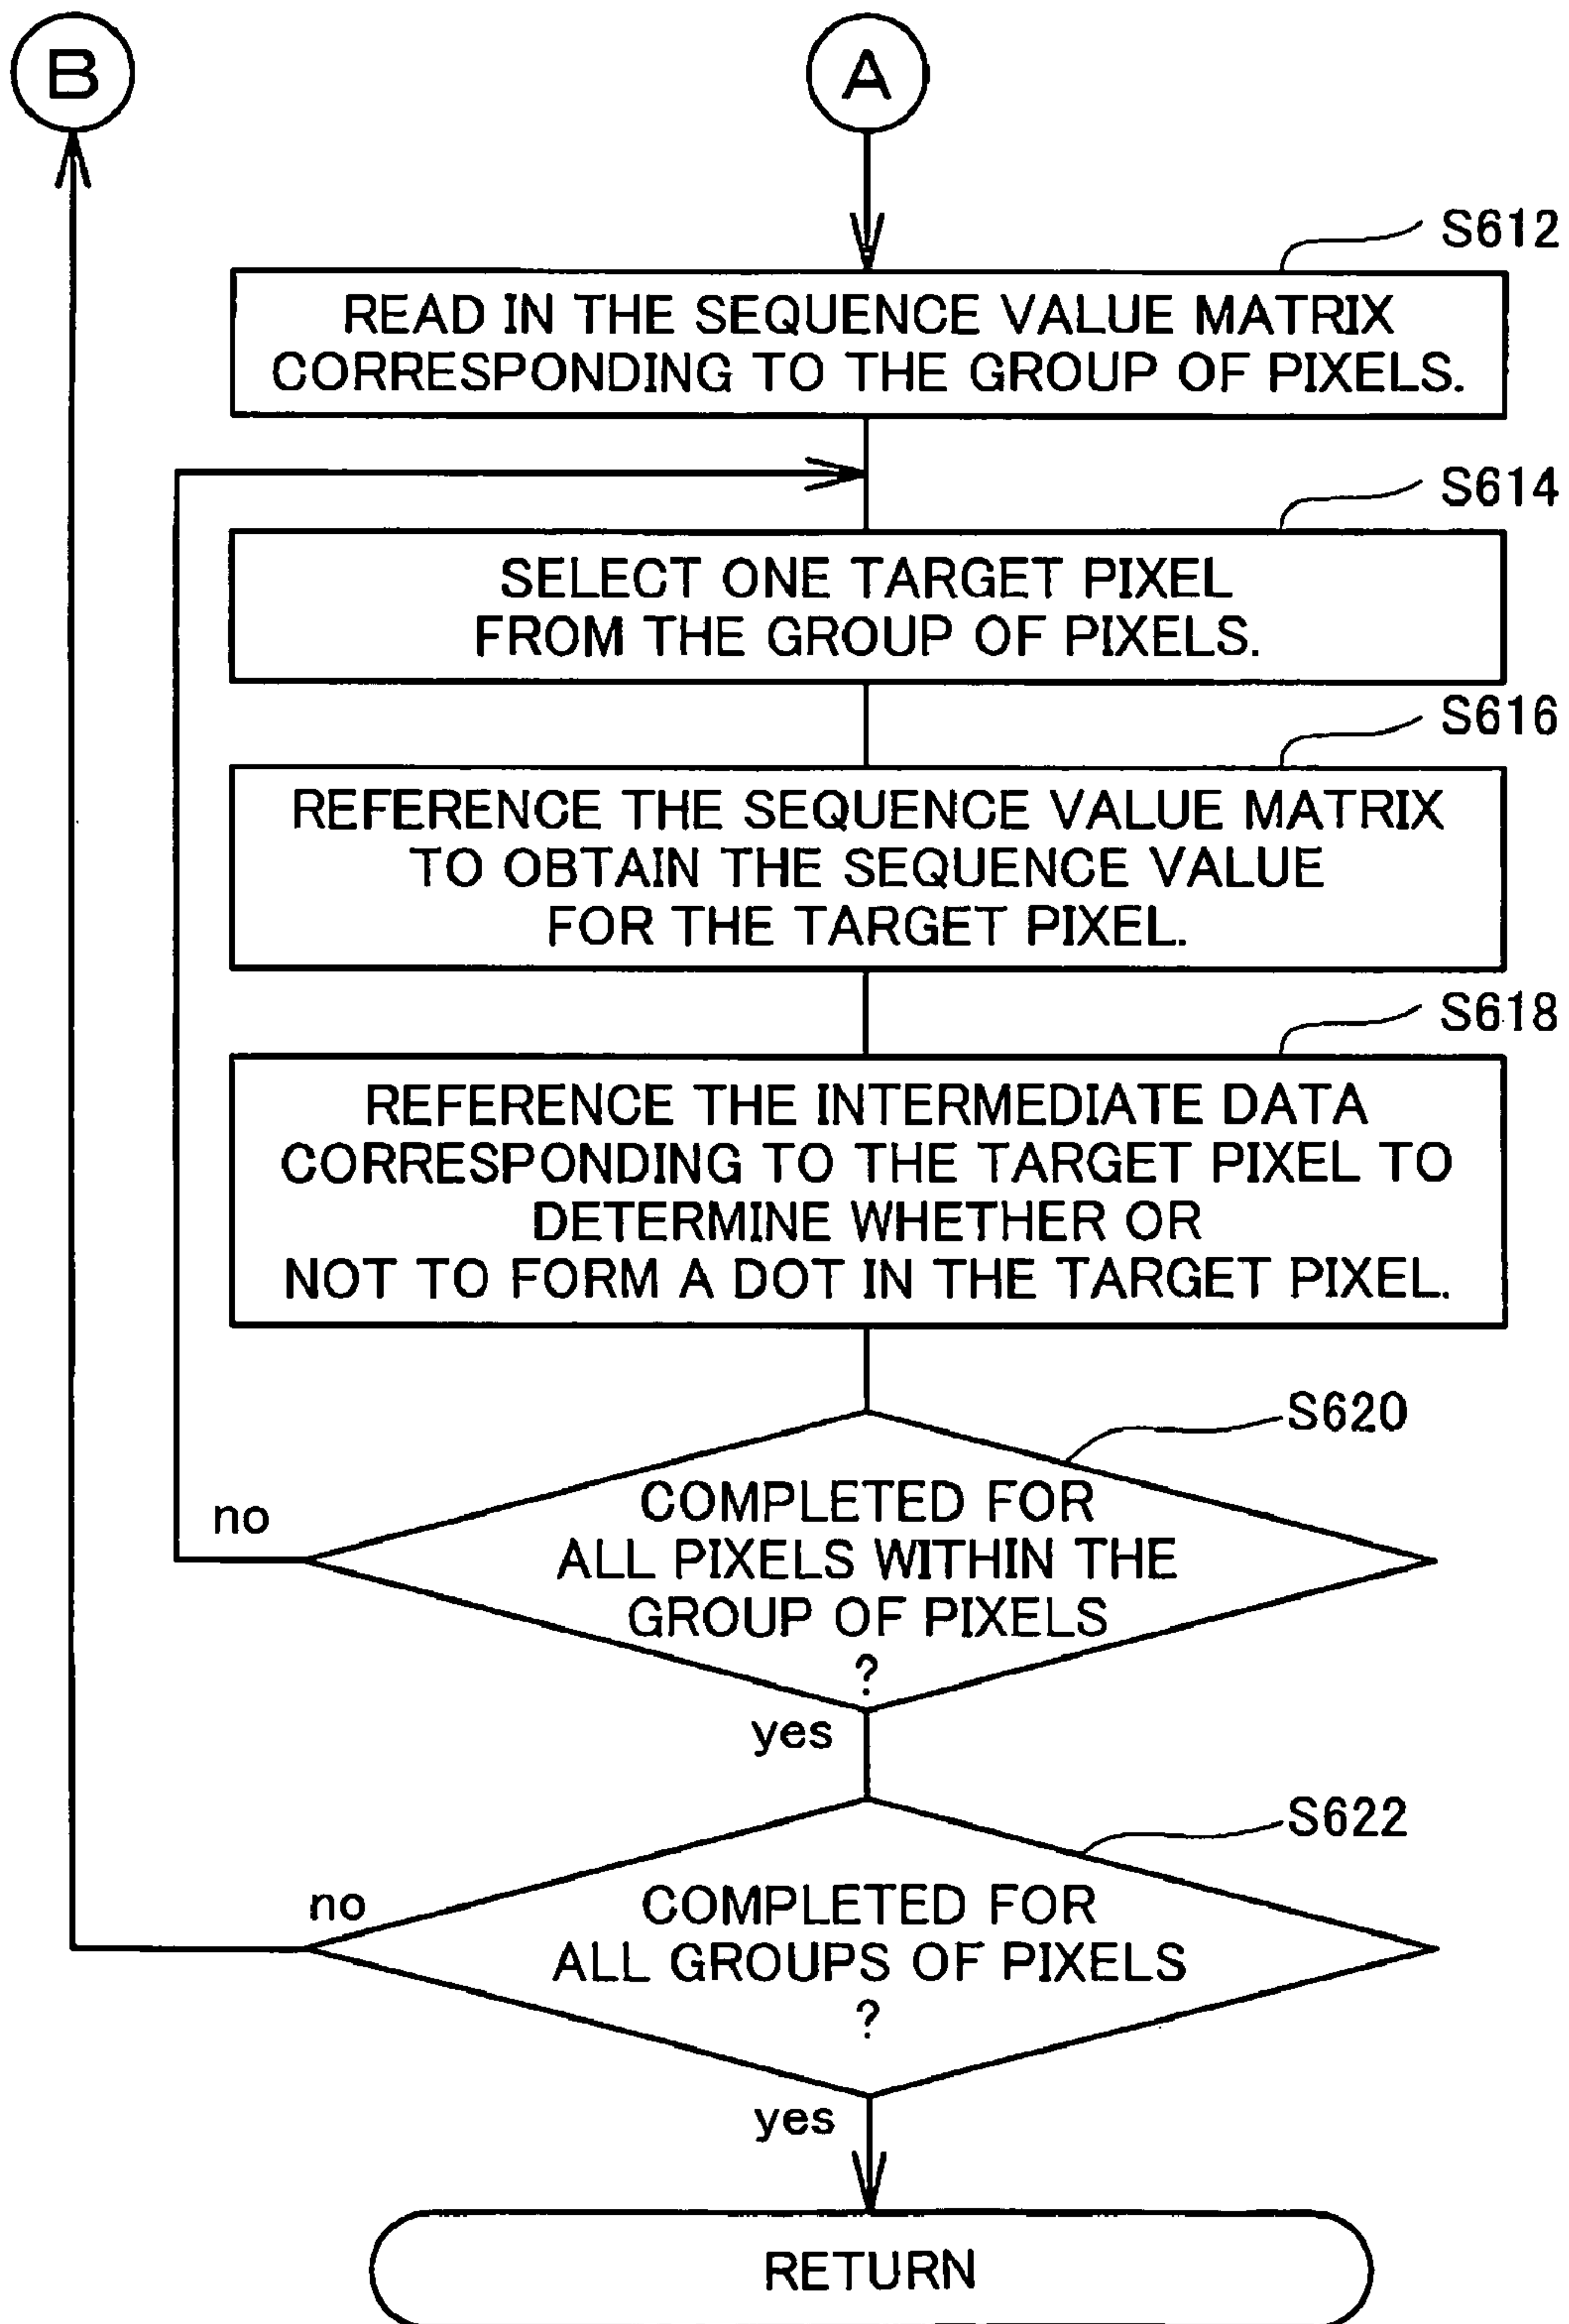 B
A
S612
READ IN THE SEQUENCE VALUE MATRIX
CORRESPONDING TO THE GROUP OF PIXELS.
S614
SELECT ONE TARGET PIXEL
FROM THE GROUP OF PIXELS.
S616
REFERENCE THE SEQUENCE VALUE MATRIX
TO OBTAIN THE SEQUENCE VALUE
FOR THE TARGET PIXEL.
S618
REFERENCE THE INTERMEDIATE DATA
CORRESPONDING TO THE TARGET PIXEL TO
DETERMINE WHETHER OR
NOT TO FORM A DOT IN THE TARGET PIXEL.
S620
COMPLETED FOR
ALL PIXELS WITHIN THE
GROUP OF PIXELS
?
no
yes
S622
COMPLETED FOR
ALL GROUPS OF PIXELS
?
no
yes
RETURN